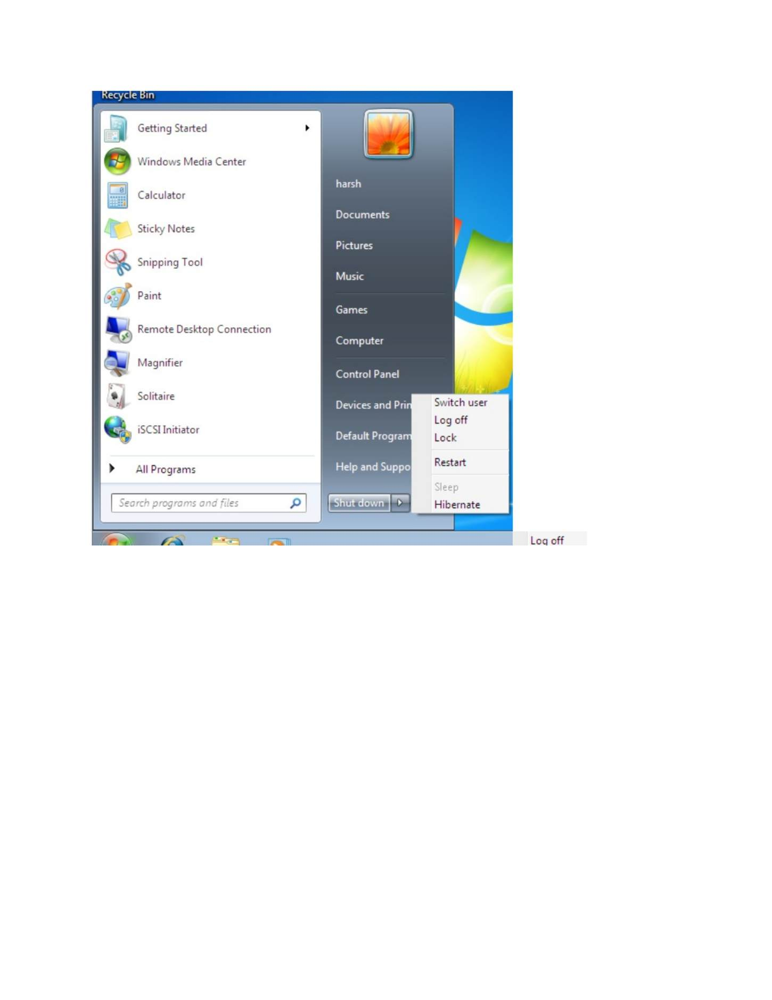 Recycle Bin
Getting Started
Windows Media Center
Calculator
Sticky Notes
Snipping Tool
Paint
Remote Desktop Connection
Magnifier
Solitaire
iSCSI Initiator
All Programs
Search programs and files
harsh
Documents
Pictures
Music
Games
Computer
Control Panel
Devices and Prin
Default Program
Help and Suppo
Shut down
Switch user
Log off
Lock
Restart
Sleep
Hibernate
Log off